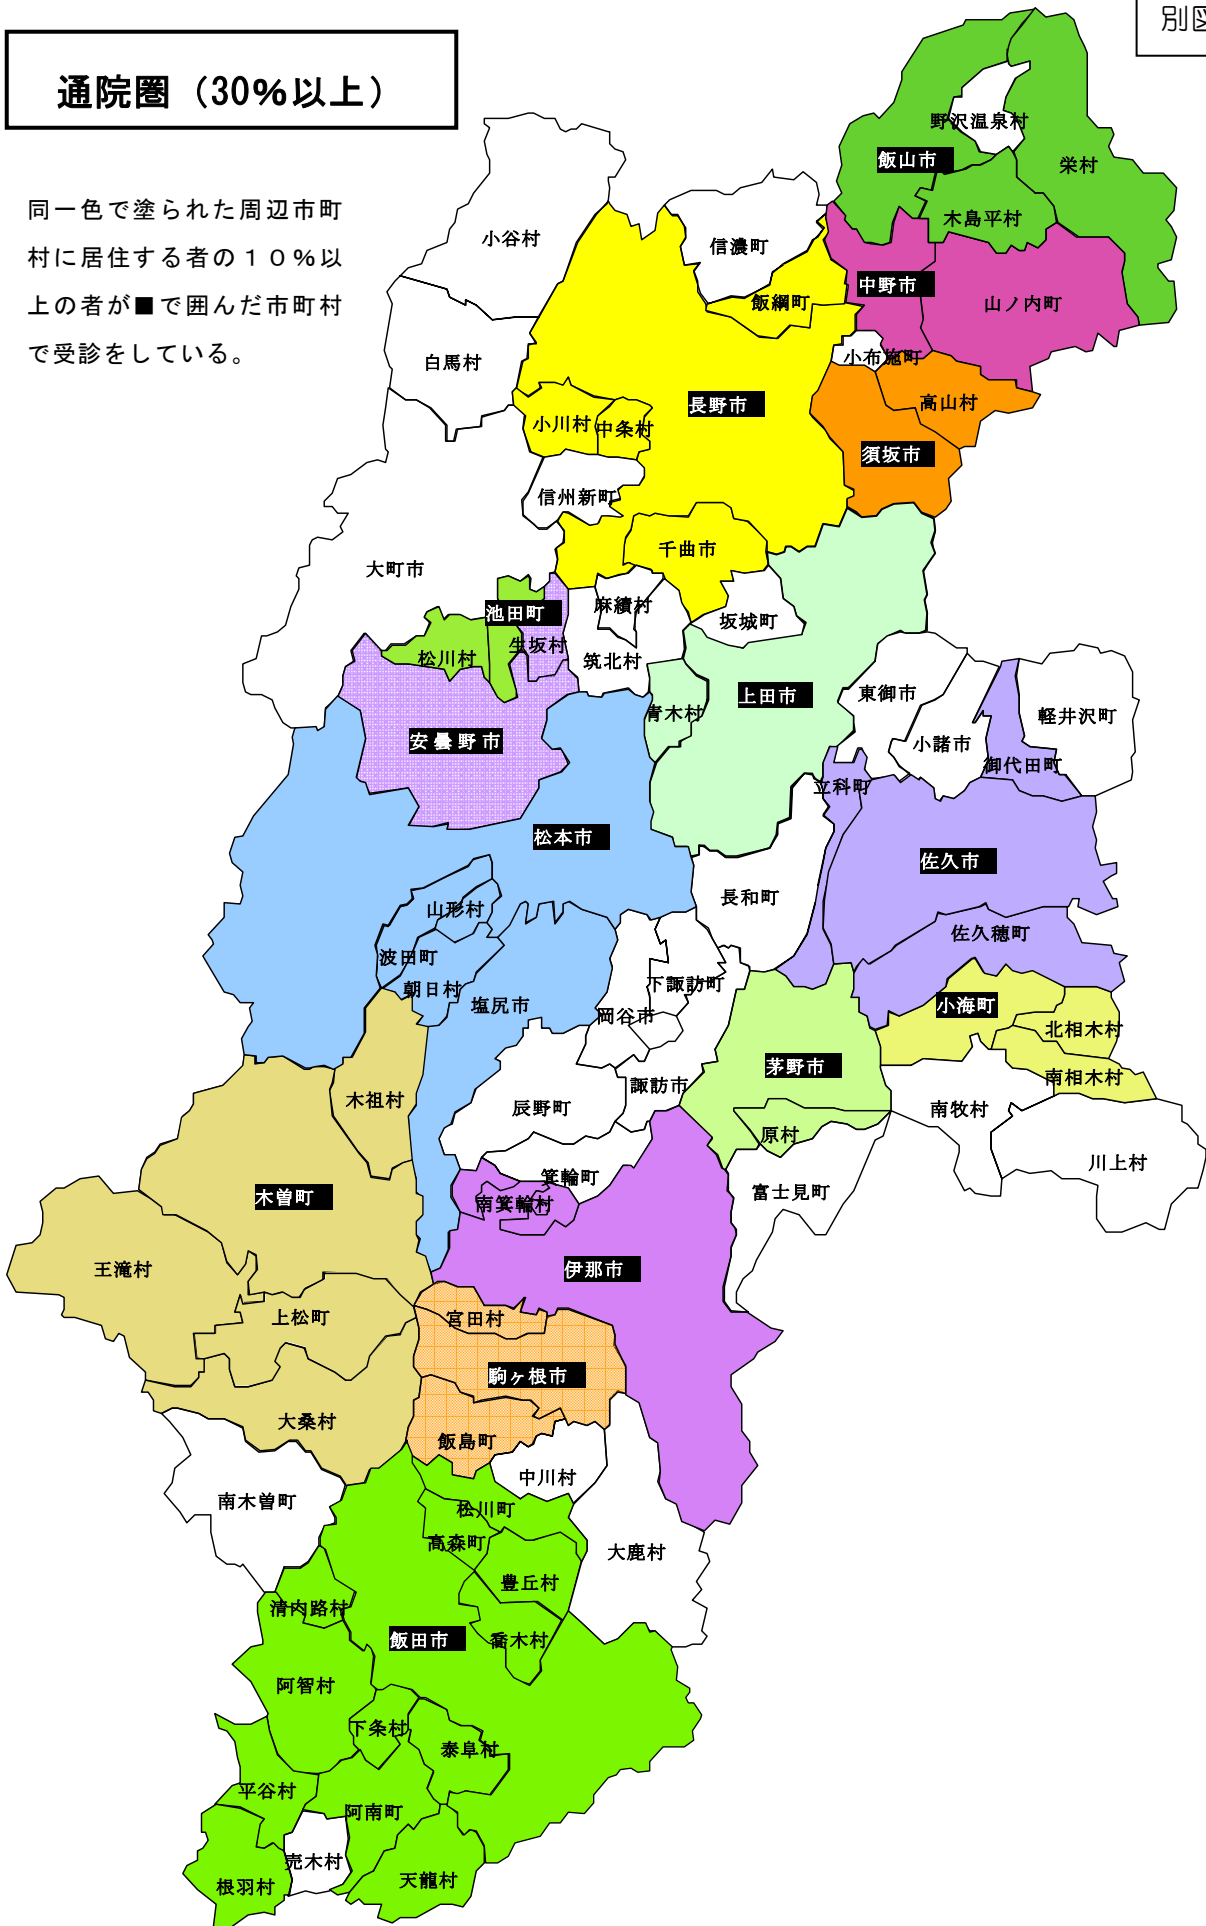 別図
通院圏（30%以上）
同一色で塗られた周辺市町
村に居住する者の１０％以
上の者が■で囲んだ市町村
で受診をしている。
野沢温泉村
飯山市
栄村
木島平村
小谷村
信濃町
中野市
飯綱町
山ノ内町
白馬村
小布施町
長野市
高山村
小川村
中条村
須坂市
信州新町
千曲市
大町市
麻績村
池田町
坂城町
生坂村
松川村
筑北村
上田市
東御市
青木村
軽井沢町
安曇野市
小諸市
御代田町
立科町
松本市
佐久市
長和町
山形村
佐久穂町
波田町
下諏訪町
朝日村
塩尻市
小海町
岡谷市
北相木村
茅野市
南相木村
諏訪市
木祖村
辰野町
南牧村
原村
川上村
箕輪町
富士見町
木曽町
南箕輪村
王滝村
伊那市
上松町
宮田村
駒ヶ根市
大桑村
飯島町
中川村
南木曽町
松川町
高森町
大鹿村
豊丘村
清内路村
飯田市
喬木村
阿智村
下条村
泰阜村
平谷村
阿南町
売木村
天龍村
根羽村